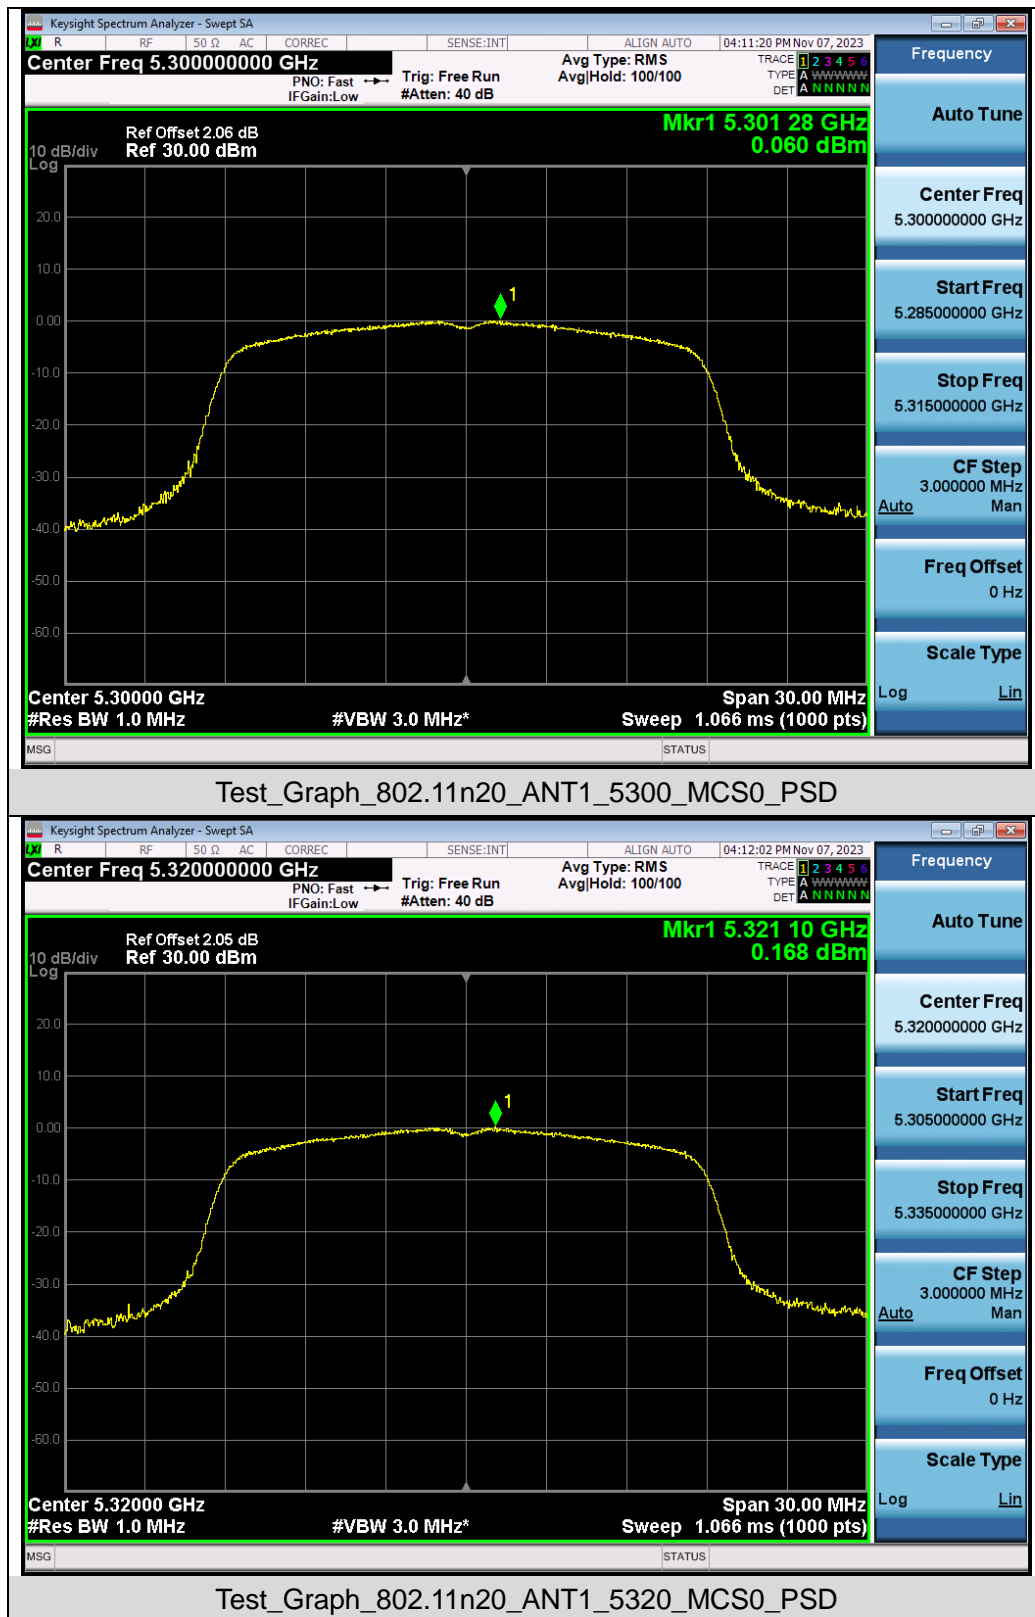 Keysight Spectrum Analyzer - Swept SA
LXI R RF 50 Ω AC CORREC SENSE:INT ALIGN AUTO 04:11:20 PM Nov 07, 2023
Center Freq 5.300000000 GHz
PNO: Fast
IFGain:Low
Trig: Free Run
#Atten: 40 dB
Avg Type: RMS
Avg|Hold: 100/100
TRACE 1 2 3 4 5 6
TYPE A WWWWW
DET A N N N N N
Frequency
Mkr1 5.301 28 GHz
0.060 dBm
Ref Offset 2.06 dB
10 dB/div Ref 30.00 dBm
Log
20.0
10.0
0.00
-10.0
-20.0
-30.0
-40.0
-50.0
-60.0
1
Center 5.30000 GHz
Span 30.00 MHz
#Res BW 1.0 MHz
#VBW 3.0 MHz*
Sweep 1.066 ms (1000 pts)
Auto Tune
Center Freq
5.300000000 GHz
Start Freq
5.285000000 GHz
Stop Freq
5.315000000 GHz
CF Step
3.000000 MHz
Auto Man
Freq Offset
0 Hz
Scale Type
Log Lin
MSG STATUS
Test_Graph_802.11n20_ANT1_5300_MCS0_PSD
Keysight Spectrum Analyzer - Swept SA
LXI R RF 50 Ω AC CORREC SENSE:INT ALIGN AUTO 04:12:02 PM Nov 07, 2023
Center Freq 5.320000000 GHz
PNO: Fast
IFGain:Low
Trig: Free Run
#Atten: 40 dB
Avg Type: RMS
Avg|Hold: 100/100
TRACE 1 2 3 4 5 6
TYPE A WWWWW
DET A N N N N N
Frequency
Mkr1 5.321 10 GHz
0.168 dBm
Ref Offset 2.05 dB
10 dB/div Ref 30.00 dBm
Log
20.0
10.0
0.00
-10.0
-20.0
-30.0
-40.0
-50.0
-60.0
1
Center 5.32000 GHz
Span 30.00 MHz
#Res BW 1.0 MHz
#VBW 3.0 MHz*
Sweep 1.066 ms (1000 pts)
Auto Tune
Center Freq
5.320000000 GHz
Start Freq
5.305000000 GHz
Stop Freq
5.335000000 GHz
CF Step
3.000000 MHz
Auto Man
Freq Offset
0 Hz
Scale Type
Log Lin
MSG STATUS
Test_Graph_802.11n20_ANT1_5320_MCS0_PSD